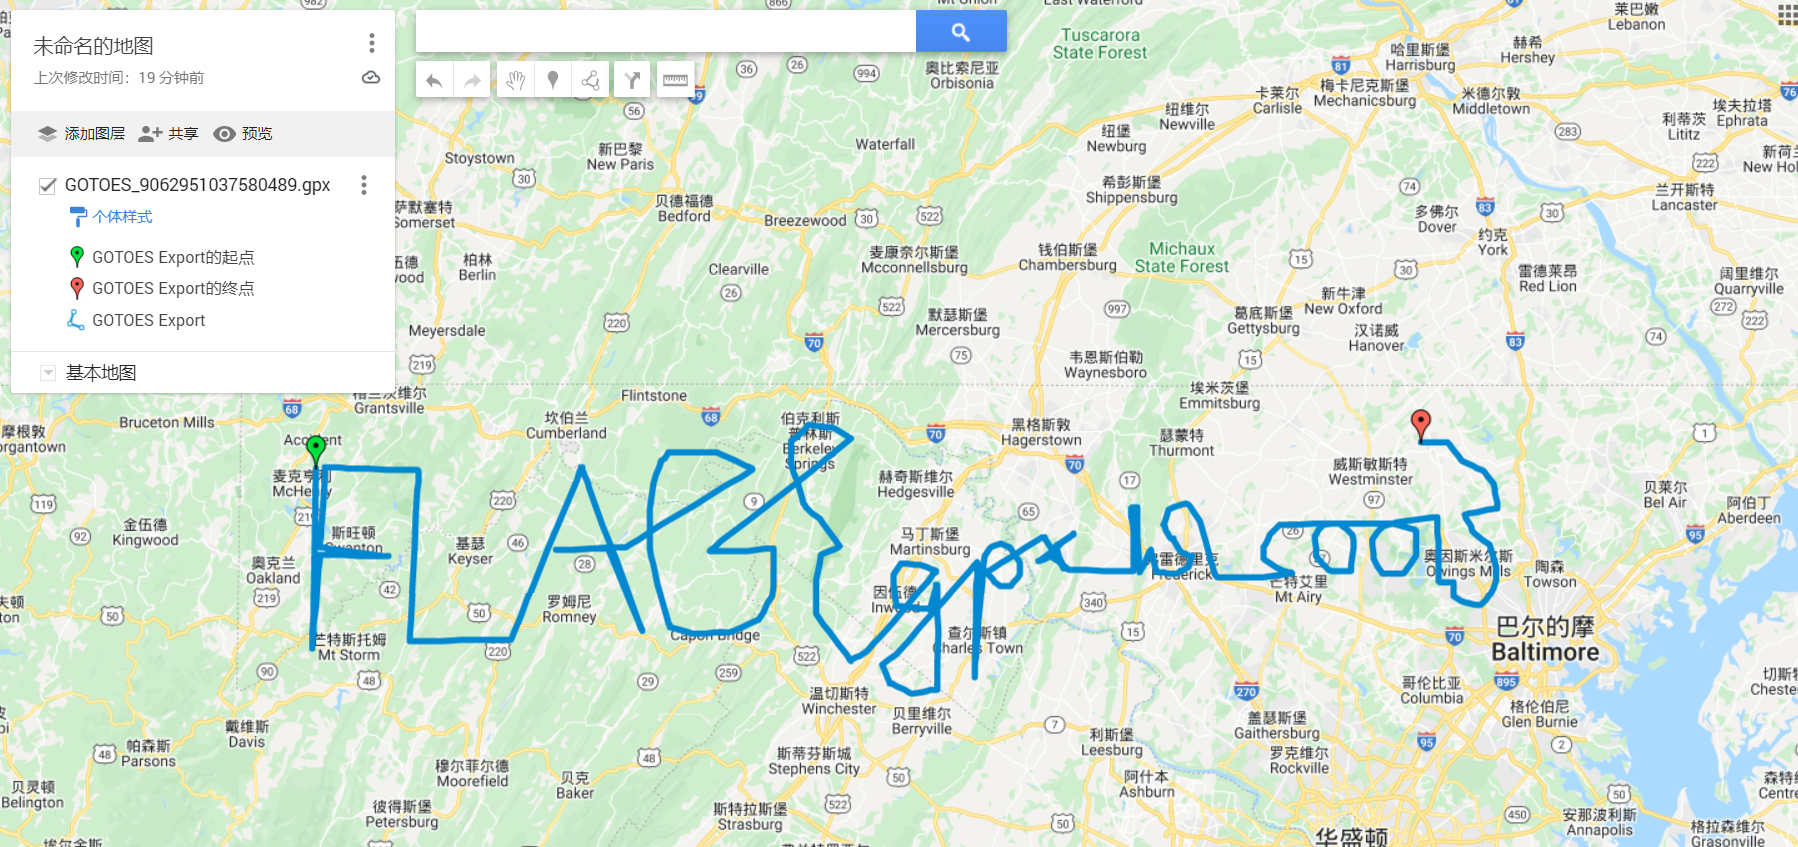 未命名的地图
上次修改时间：19 分钟前
添加图层 共享 预览
GOTOES_9062951037580489.gpx
个体样式
GOTOES Export的起点
GOTOES Export的终点
GOTOES Export
基本地图
FLAG{gpx
Tuscarora
State Forest
莱巴嫩
Lebanon
哈里斯堡
Harrisburg
赫希
Hershey
奥比索尼亚
Orbisonia
梅卡尼克斯堡
Mechanicsburg
卡莱尔
Carlisle
米德尔敦
Middletown
埃夫拉塔
Ephrata
纽维尔
Newville
利蒂茨
Lititz
纽堡
Newburg
Waterfall
Stoystown
新巴黎
New Paris
希彭斯堡
Shippensburg
兰开斯特
Lancaster
萨默塞特
Somerset
贝德福德
Bedford
Breezewood
多佛尔
Dover
约克
York
麦康奈尔斯堡
Mcconnellsburg
钱伯斯堡
Chambersburg
Michaux
State Forest
柏林
Berlin
Clearville
雷德莱昂
Red Lion
阔里维尔
Quarryville
新牛津
New Oxford
葛底斯堡
Gettysburg
默瑟斯堡
Mercersburg
汉诺威
Hanover
Meyersdale
韦恩斯伯勒
Waynesboro
Flintstone
埃米茨堡
Emmitsburg
格兰茨维尔
Grantsville
Bruceton Mills
坎伯兰
Cumberland
伯克利斯
普林斯
Berkeley
Springs
黑格斯敦
Hagerstown
瑟蒙特
Thurmont
Accident
麦克亨利
McHenry
威斯敏斯特
Westminster
赫奇斯维尔
Hedgesville
贝莱尔
Bel Air
阿伯丁
Aberdeen
金伍德
Kingwood
斯旺顿
Swanton
基瑟
Keyser
马丁斯堡
Martinsburg
奥克兰
Oakland
弗雷德里克
Frederick
芒特艾里
Mt Airy
奥因斯米尔斯
Owings Mills
陶森
Towson
罗姆尼
Romney
因伍德
Inwood
芒特斯托姆
Mt Storm
Capon Bridge
查尔斯镇
Charles Town
巴尔的摩
Baltimore
温切斯特
Winchester
贝里维尔
Berryville
哥伦比亚
Columbia
格伦伯尼
Glen Burnie
戴维斯
Davis
帕森斯
Parsons
盖瑟斯堡
Gaithersburg
利斯堡
Leesburg
罗克维尔
Rockville
斯蒂芬斯城
Stephens City
穆尔菲尔德
Moorefield
贝克
Baker
阿什本
Ashburn
贝灵顿
Belington
彼得斯堡
Petersburg
斯特拉斯堡
Strasburg
安那波利斯
Annapolis
华盛顿
格拉森维尔
Grasonville